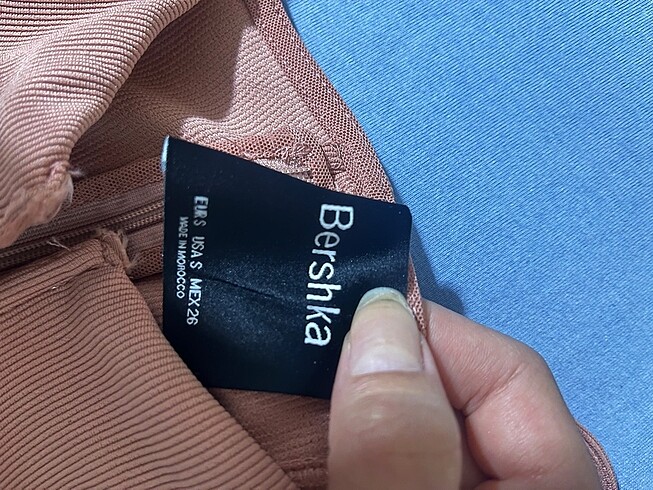 Bershka
EUR S USA S MEX 26
MADE IN MOROCCO